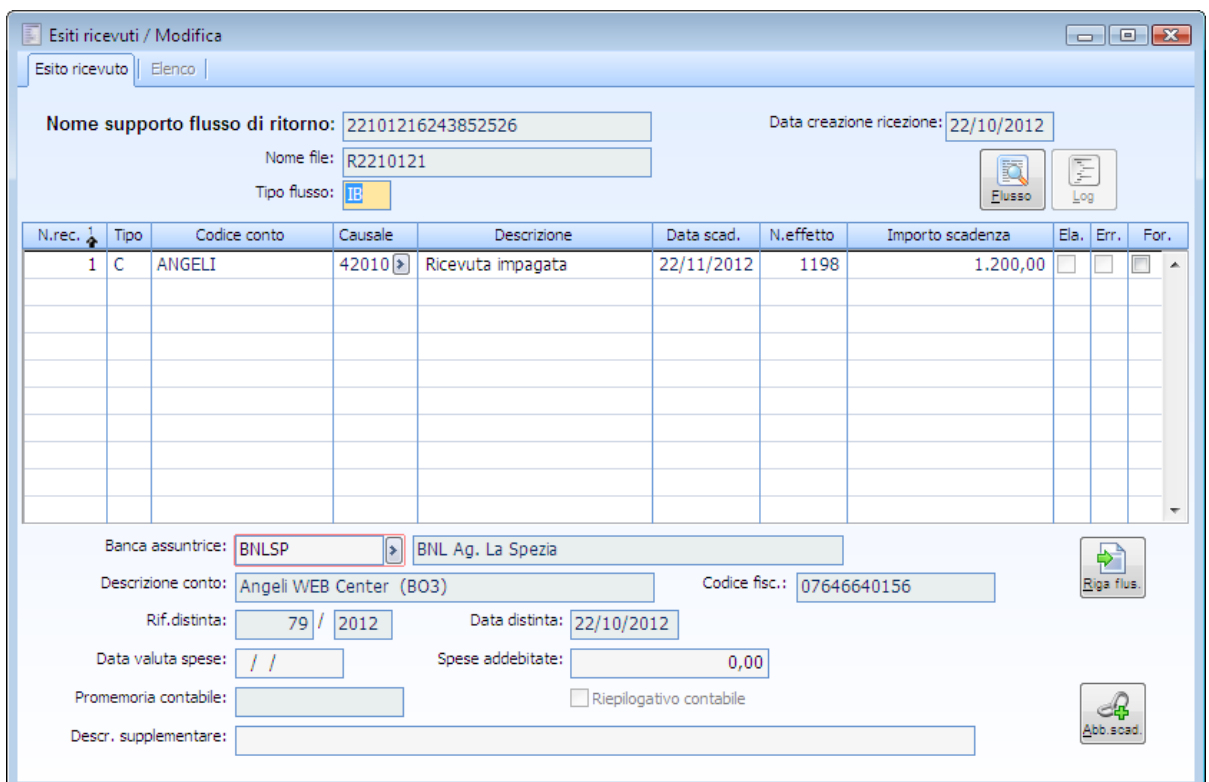 Esiti ricevuti / Modifica
Esito ricevuto Elenco
Nome supporto flusso di ritorno: 22101216243852526 Data creazione ricezione: 22/10/2012
Nome file: R2210121
Tipo flusso: IB
Flusso Log
N.rec. 1 Tipo Codice conto Causale Descrizione Data scad. N.effetto Importo scadenza Ela. Err. For.
1 C ANGELI 42010 Ricevuta impagata 22/11/2012 1198 1.200,00
Banca assuntrice: BNLSP BNL Ag. La Spezia
Descrizione conto: Angeli WEB Center (BO3) Codice fisc.: 07646640156
Riga flus.
Rif.distinta: 79 / 2012 Data distinta: 22/10/2012
Data valuta spese: / / Spese addebitate: 0,00
Promemoria contabile: Riepilogativo contabile
Descr. supplementare:
Abb.scad.